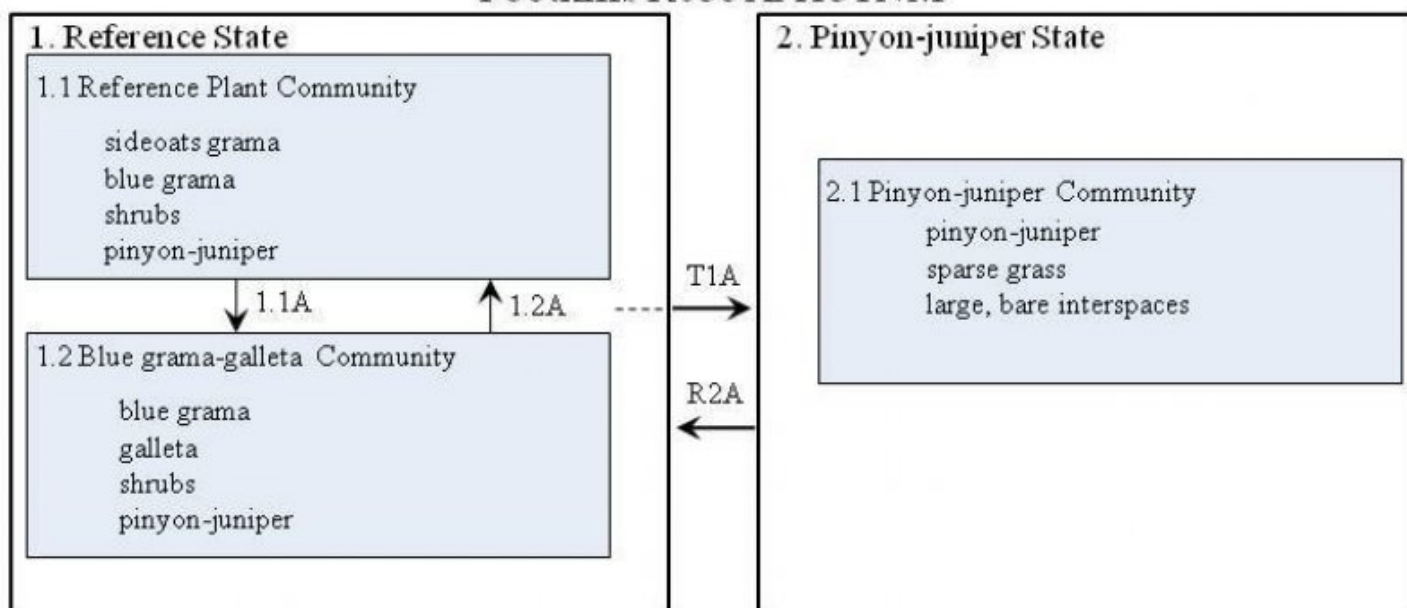 1. Reference State
1.1 Reference Plant Community
sideoats grama
blue grama
shrubs
pinyon-juniper
1.1A
1.2A
1.2 Blue grama-galleta Community
blue grama
galleta
shrubs
pinyon-juniper
T1A
R2A
2. Pinyon-juniper State
2.1 Pinyon-juniper Community
pinyon-juniper
sparse grass
large, bare interspaces